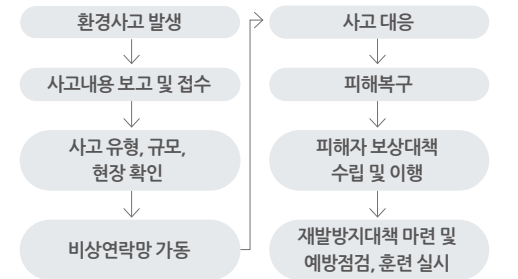 환경사고 발생
사고내용 보고 및 접수
사고 유형, 규모,
현장 확인
비상연락망 가동
사고 대응
피해복구
피해자 보상대책
수립 및 이행
재발방지대책 마련 및
예방점검, 훈련 실시